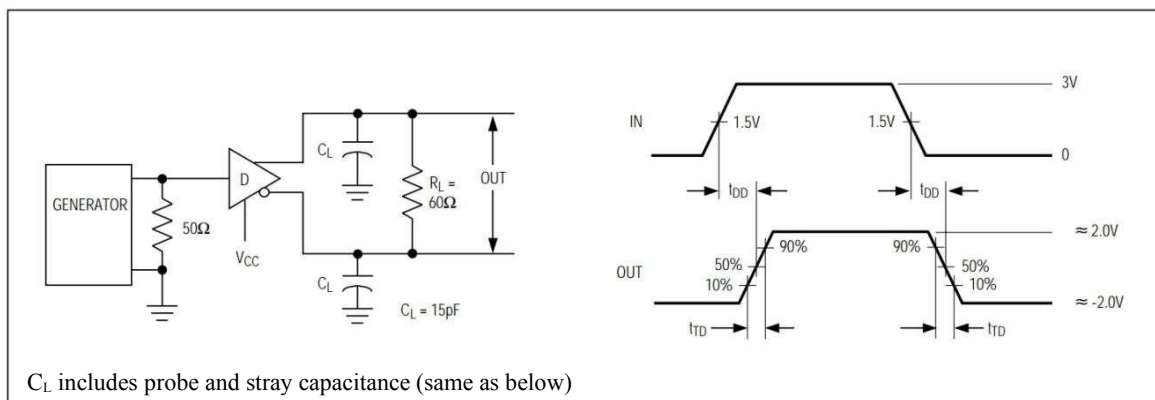 GENERATOR
50Ω
D
VCC
CL
CL
RL =
60Ω
OUT
CL = 15pF
IN
1.5V
1.5V
3V
0
tDD
tDD
OUT
90%
50%
10%
90%
50%
10%
≈ 2.0V
≈ -2.0V
tTD
tTD
CL includes probe and stray capacitance (same as below)